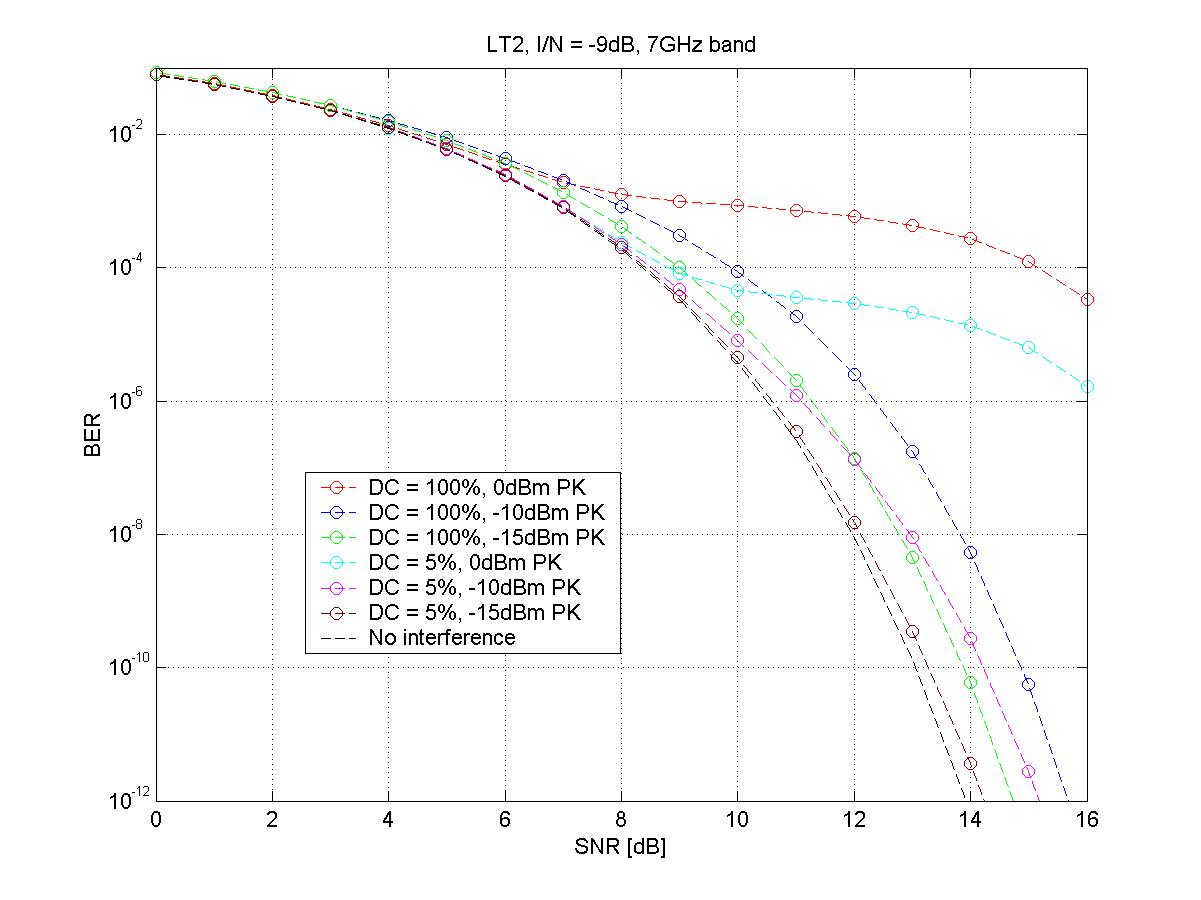 LT2, I/N = -9dB, 7GHz band
10-2
10-4
10-6
10-8
10-10
10-12
BER
DC = 100%, 0dBm PK
DC = 100%, -10dBm PK
DC = 100%, -15dBm PK
DC = 5%, 0dBm PK
DC = 5%, -10dBm PK
DC = 5%, -15dBm PK
No interference
0 2 4 6 8 10 12 14 16
SNR [dB]